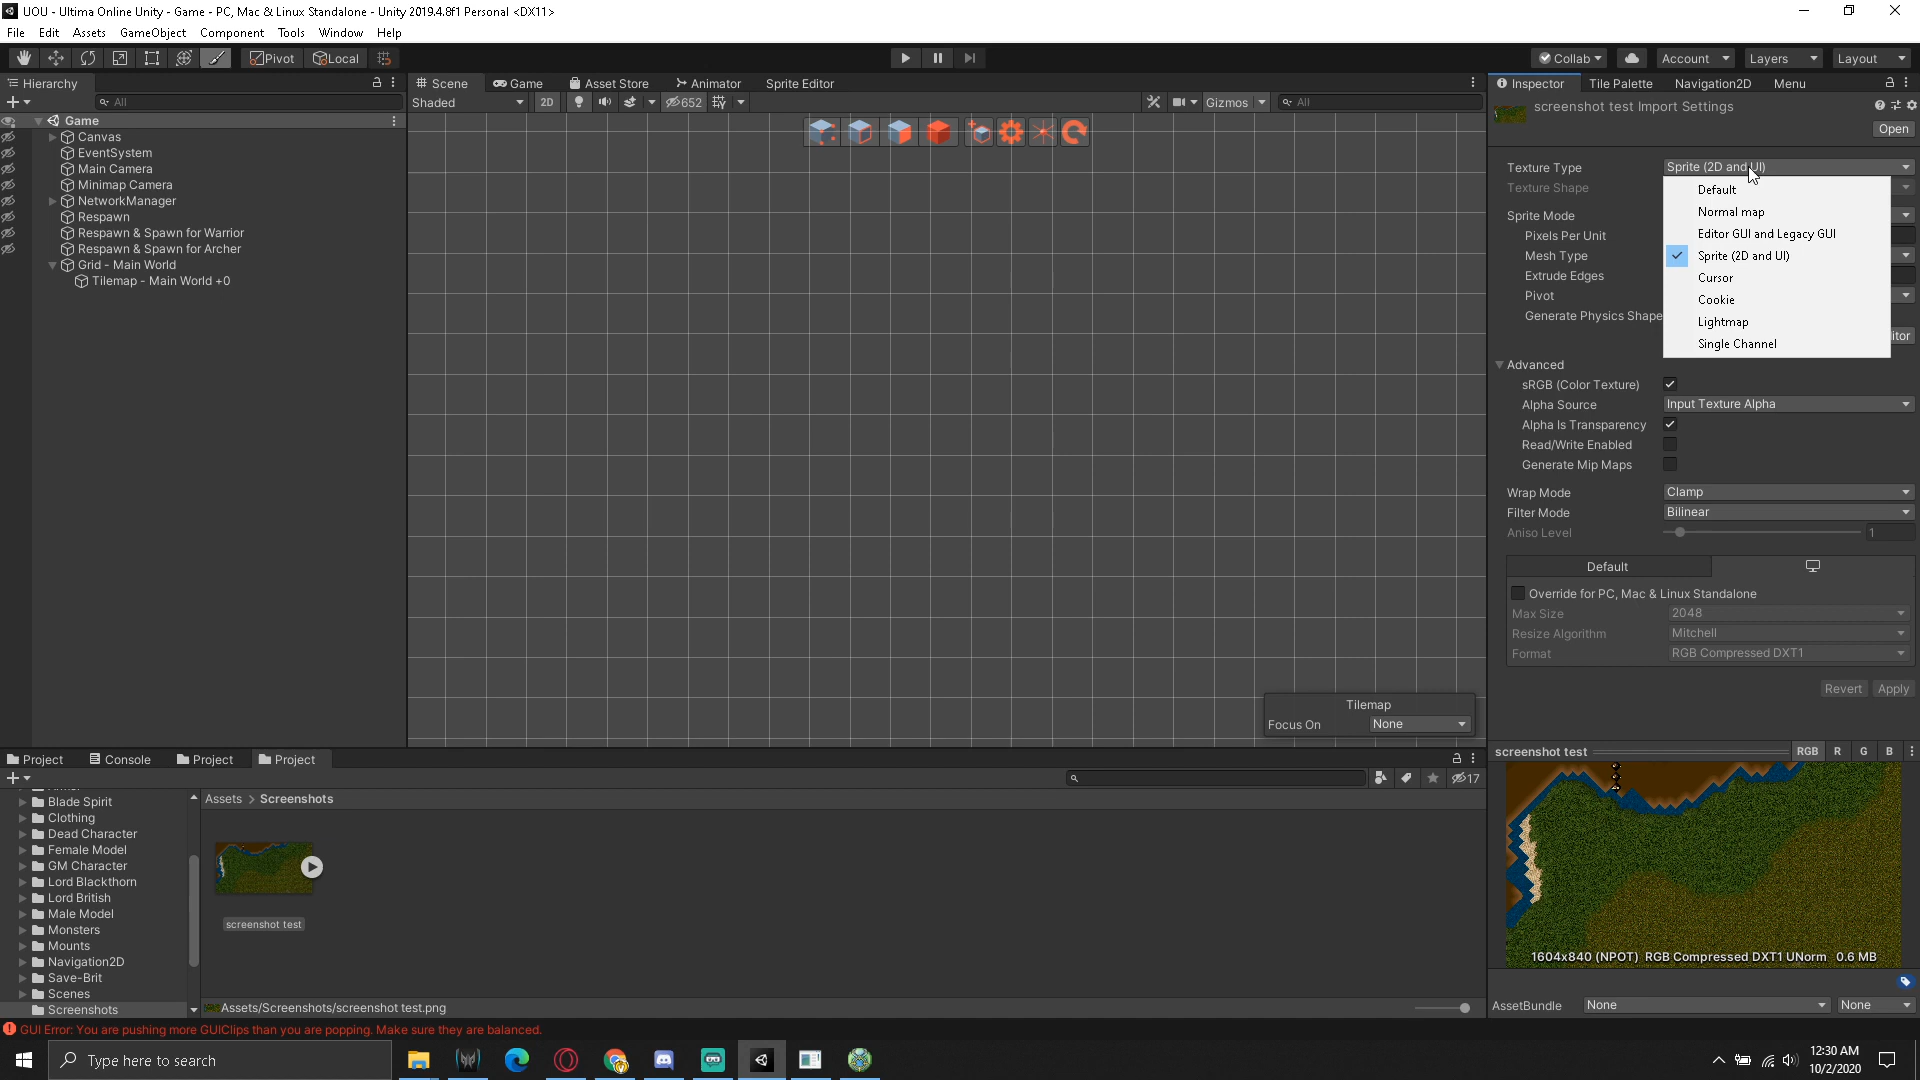 UOU - Ultima Online Unity - Game - PC, Mac & Linux Standalone - Unity 2019.4.8f1 Personal <DX11>
File Edit Assets GameObject Component Tools Window Help
Pivot Local Collab Account Layers Layout
Hierarchy
All
Game
Canvas
EventSystem
Main Camera
Minimap Camera
NetworkManager
Respawn
Respawn & Spawn for Warrior
Respawn & Spawn for Archer
Grid - Main World
Tilemap - Main World +0
Scene Game Asset Store Animator Sprite Editor
Shaded 2D 652 Gizmos All
Tilemap
Focus On None
Inspector Tile Palette Navigation2D Menu
screenshot test Import Settings
Open
Texture Type Sprite (2D and UI)
Texture Shape
Default
Normal map
Editor GUI and Legacy GUI
Sprite (2D and UI)
Cursor
Cookie
Lightmap
Single Channel
Sprite Mode
Pixels Per Unit
Mesh Type
Extrude Edges
Pivot
Generate Physics Shape
itor
Advanced
sRGB (Color Texture)
Alpha Source Input Texture Alpha
Alpha Is Transparency
Read/Write Enabled
Generate Mip Maps
Wrap Mode Clamp
Filter Mode Bilinear
Aniso Level 1
Default
Override for PC, Mac & Linux Standalone
Max Size 2048
Resize Algorithm Mitchell
Format RGB Compressed DXT1
Revert Apply
screenshot test RGB R G B
1604x840 (NPOT) RGB Compressed DXT1 UNorm 0.6 MB
AssetBundle None None
Project Console Project Project
17
Blade Spirit
Clothing
Dead Character
Female Model
GM Character
Lord Blackthorn
Lord British
Male Model
Monsters
Mounts
Navigation2D
Save-Brit
Scenes
Screenshots
Assets > Screenshots
screenshot test
Assets/Screenshots/screenshot test.png
GUI Error: You are pushing more GUIClips than you are popping. Make sure they are balanced.
Type here to search
12:30 AM
10/2/2020